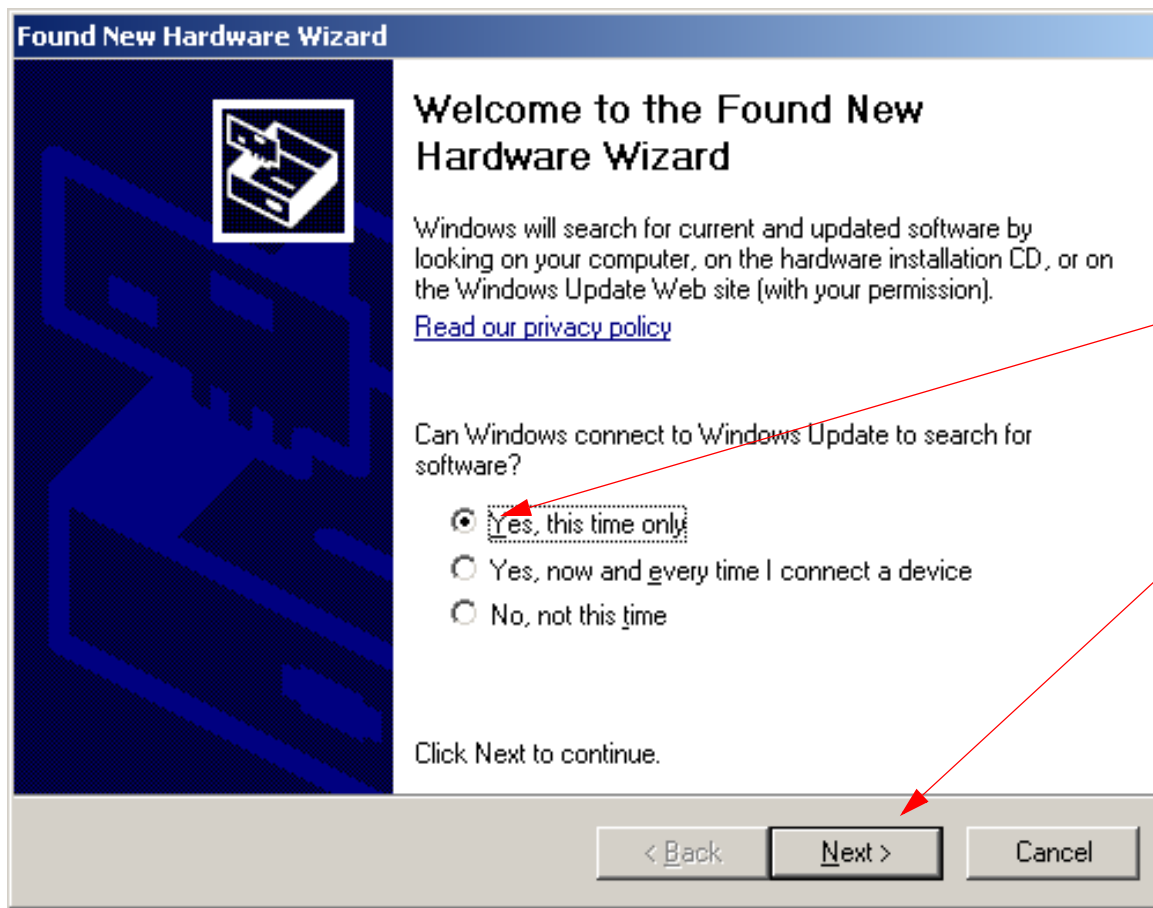 Found New Hardware Wizard
Welcome to the Found New
Hardware Wizard
Windows will search for current and updated software by
looking on your computer, on the hardware installation CD, or on
the Windows Update Web site (with your permission).
Read our privacy policy
Can Windows connect to Windows Update to search for
software?
Yes, this time only
Yes, now and every time I connect a device
No, not this time
Click Next to continue.
< Back
Next >
Cancel